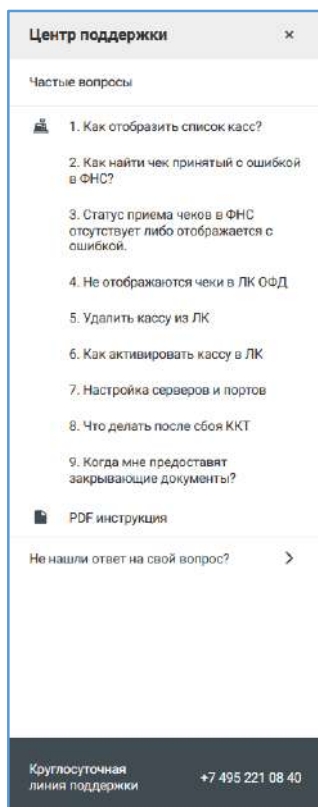 Центр поддержки ×
Частые вопросы
1. Как отобразить список касс?
2. Как найти чек принятый с ошибкой
в ФНС?
3. Статус приема чеков в ФНС
отсутствует либо отображается с
ошибкой.
4. Не отображаются чеки в ЛК ОФД
5. Удалить кассу из ЛК
6. Как активировать кассу в ЛК
7. Настройка серверов и портов
8. Что делать после сбоя ККТ
9. Когда мне предоставят
закрывающие документы?
PDF инструкция
Не нашли ответ на свой вопрос?
Круглосуточная
линия поддержки +7 495 221 08 40